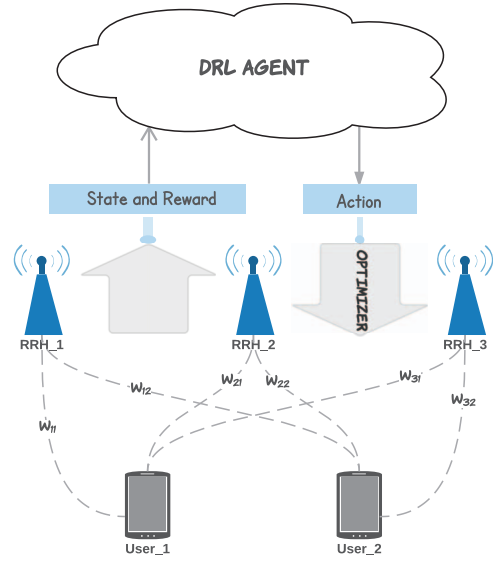 DRL AGENT
State and Reward
Action
OPTIMIZER
RRH_1
RRH_2
RRH_3
W12
W21
W22
W31
W32
W11
User_1
User_2